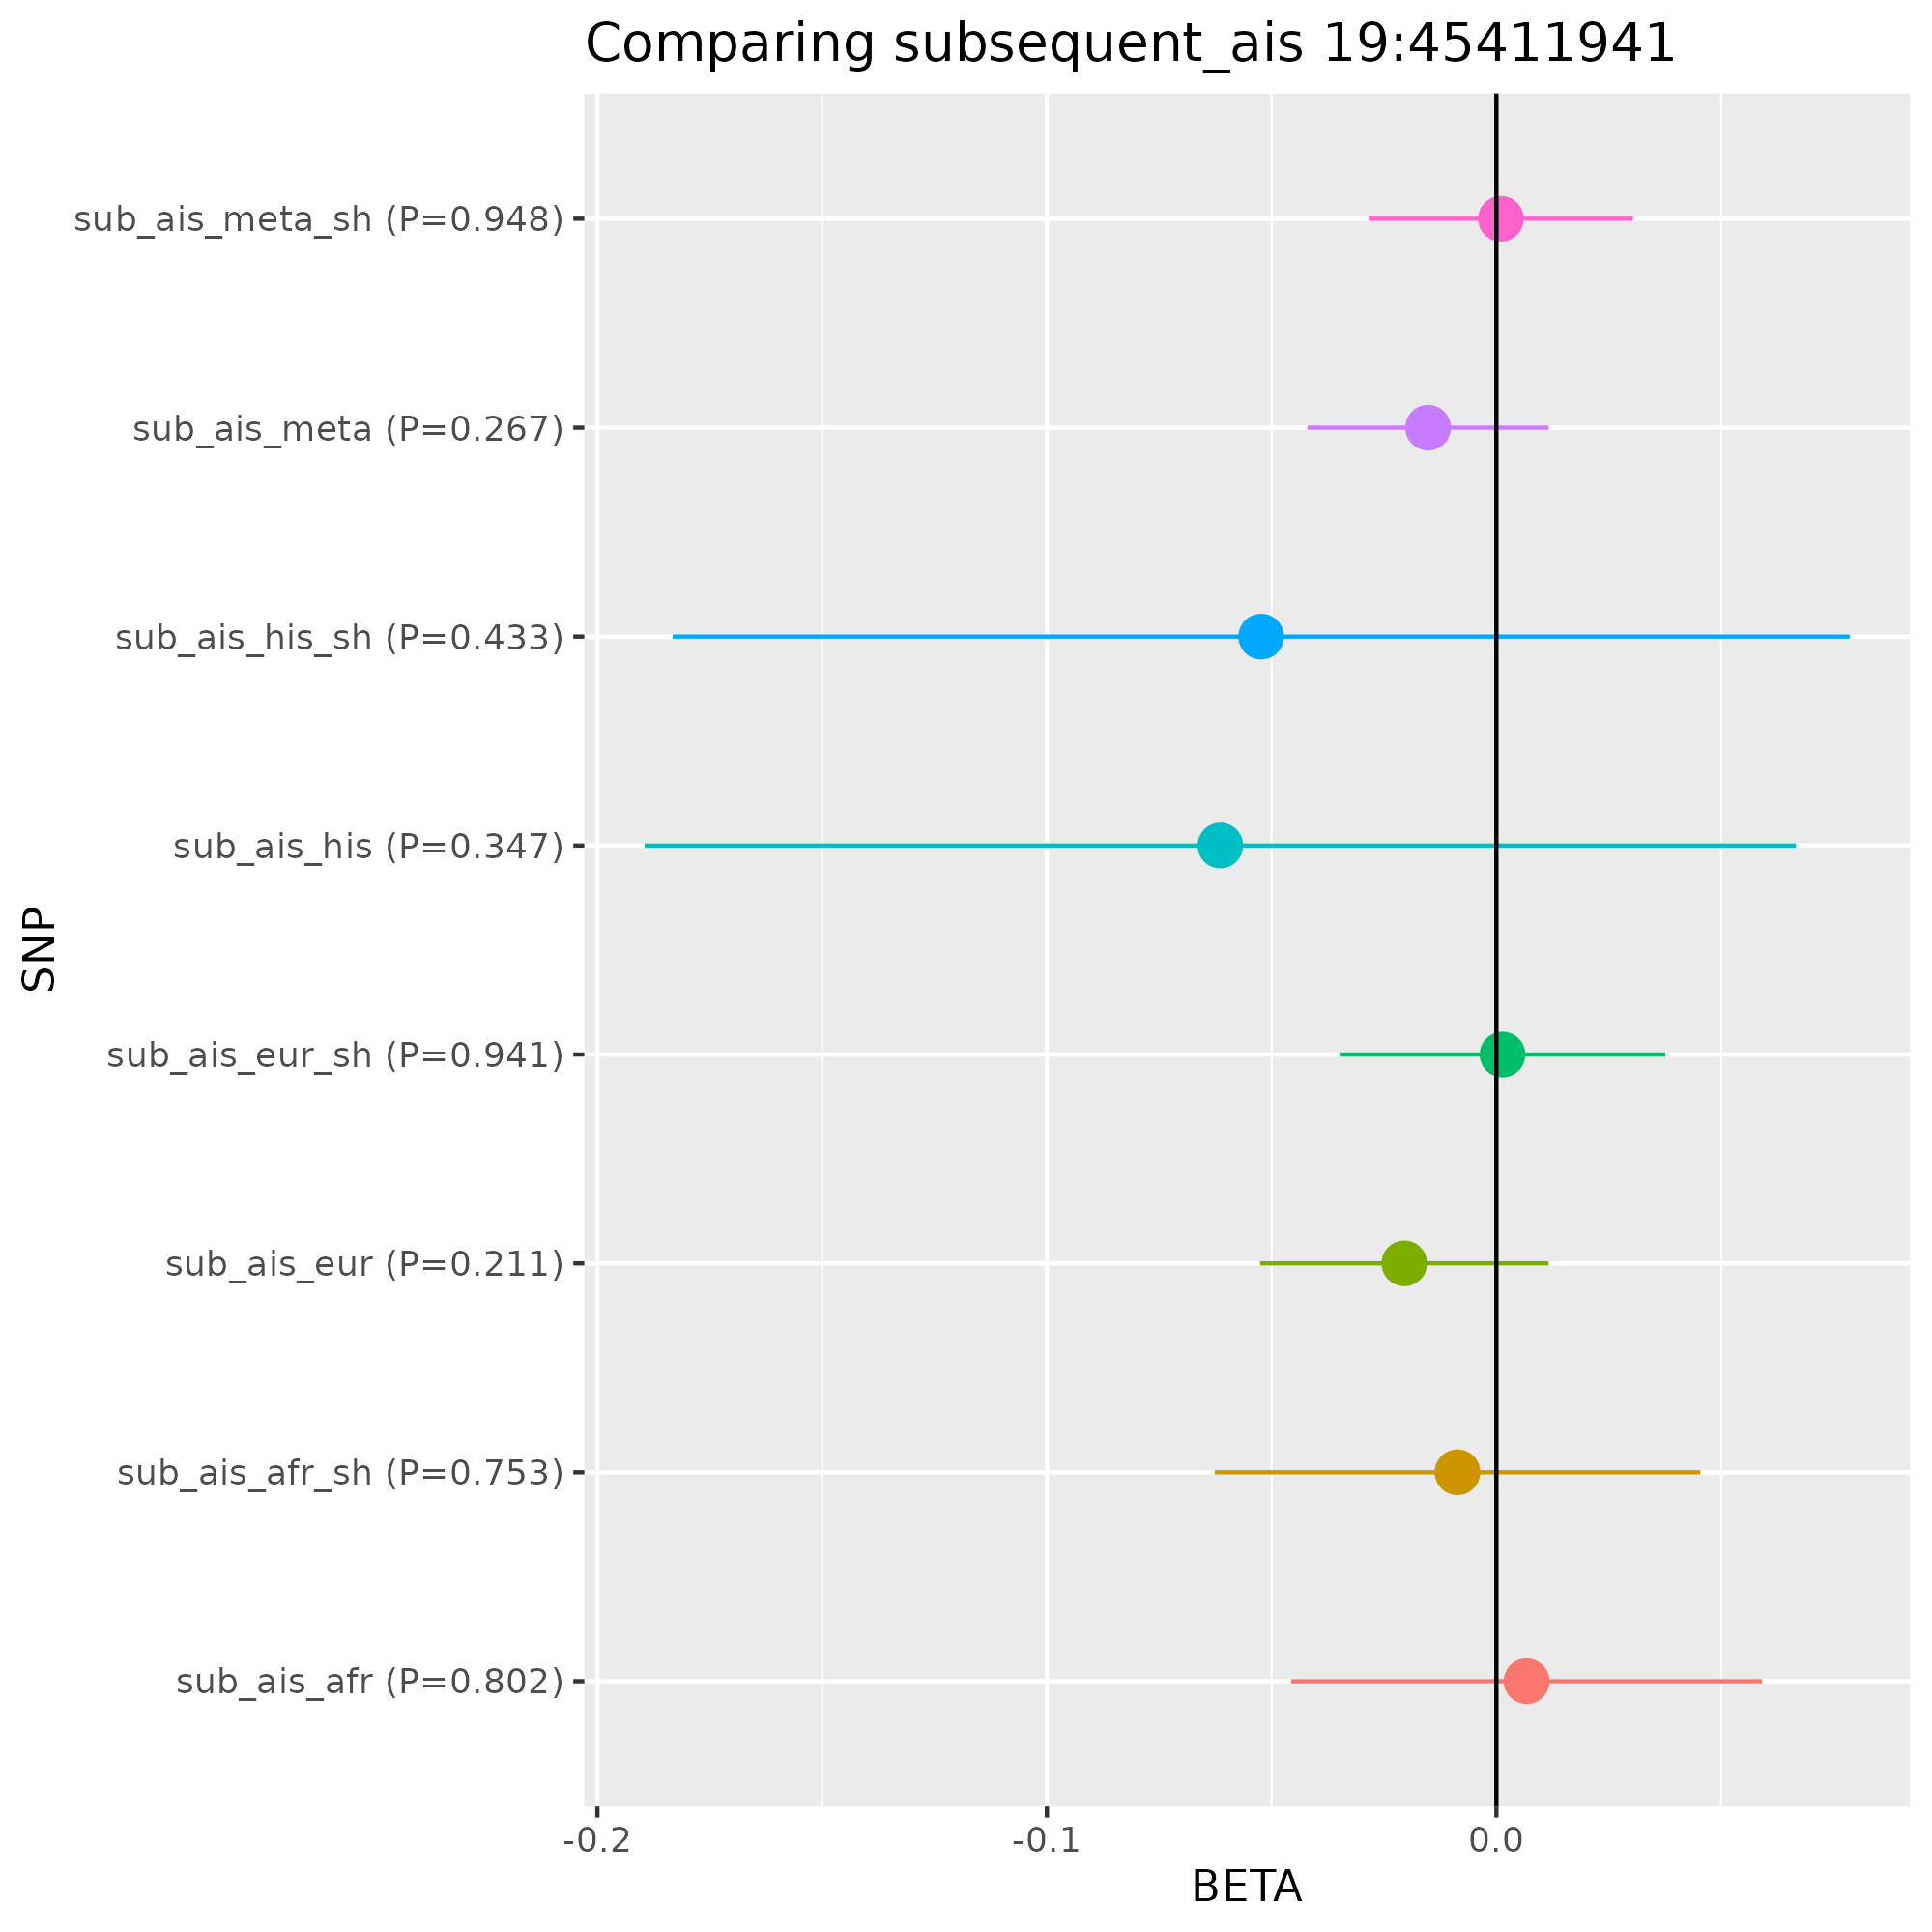 Comparing subsequent_ais 19:45411941
sub_ais_meta_sh (P=0.948)
sub_ais_meta (P=0.267)
sub_ais_his_sh (P=0.433)
sub_ais_his (P=0.347)
SNP
sub_ais_eur_sh (P=0.941)
sub_ais_eur (P=0.211)
sub_ais_afr_sh (P=0.753)
sub_ais_afr (P=0.802)
-0.2 -0.1 0.0
BETA